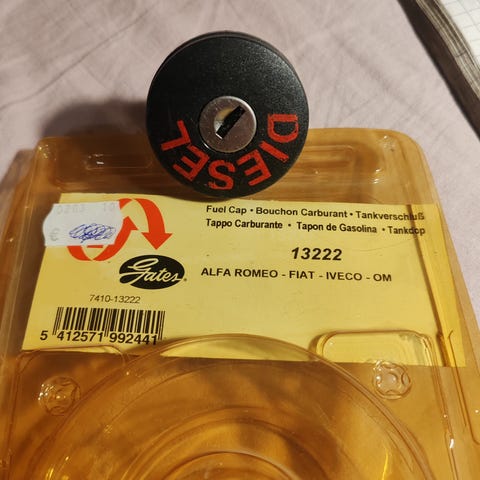 DIESEL
Fuel Cap • Bouchon Carburant • Tankverschluß
Tappo Carburante • Tapon de Gasolina • Tankdop
13222
ALFA ROMEO - FIAT - IVECO - OM
Gates
7410-13222
5 412571 992441
€